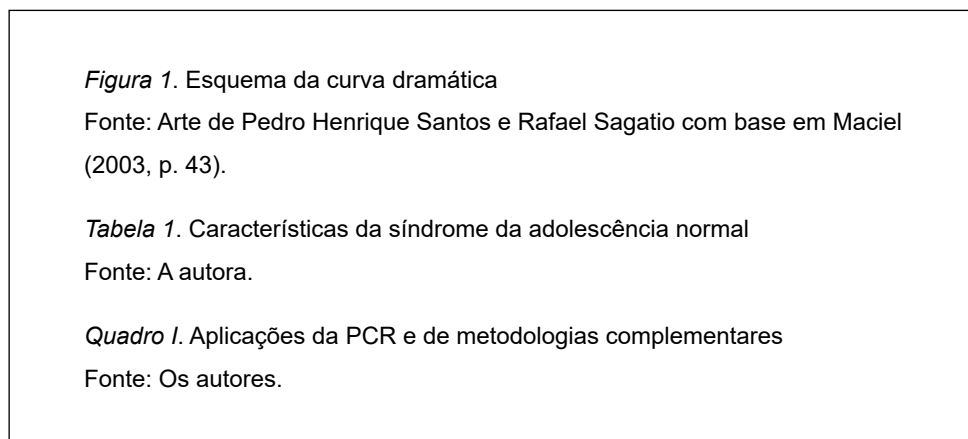 Figura 1. Esquema da curva dramática
Fonte: Arte de Pedro Henrique Santos e Rafael Sagatio com base em Maciel
(2003, p. 43).
Tabela 1. Características da síndrome da adolescência normal
Fonte: A autora.
Quadro I. Aplicações da PCR e de metodologias complementares
Fonte: Os autores.